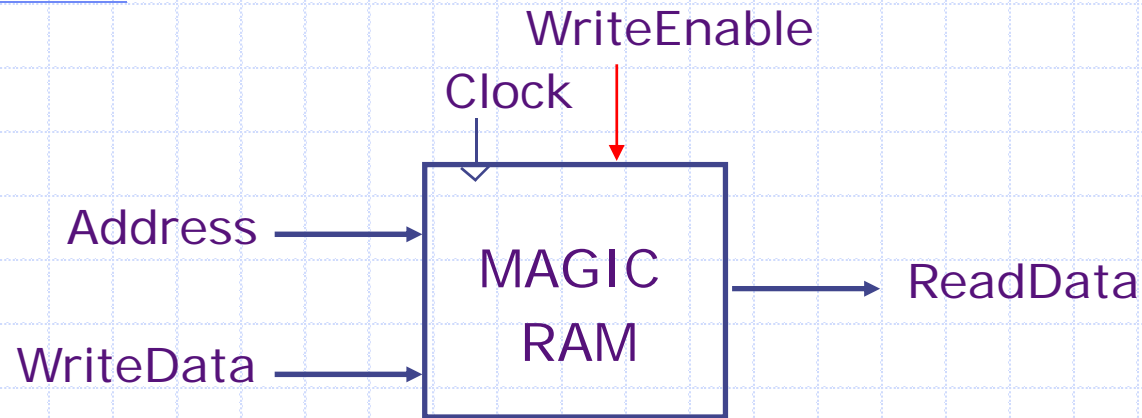 WriteEnable
Clock
Address
MAGIC
RAM
ReadData
WriteData